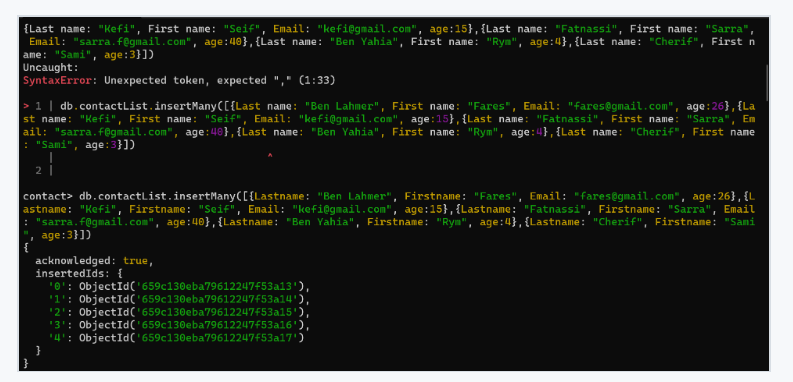 {Last name: "Kefi", First name: "Seif", Email: "kefi@gmail.com", age:15},{Last name: "Fatnassi", First name: "Sarra",
 Email: "sarra.f@gmail.com", age:40},{Last name: "Ben Yahia", First name: "Rym", age:4},{Last name: "Cherif", First n
ame: "Sami", age:3}])
Uncaught:
SyntaxError: Unexpected token, expected "," (1:33)
> 1 | db.contactList.insertMany([{Last name: "Ben Lahmer", First name: "Fares", Email: "fares@gmail.com", age:26},{La
st name: "Kefi", First name: "Seif", Email: "kefi@gmail.com", age:15},{Last name: "Fatnassi", First name: "Sarra", Em
ail: "sarra.f@gmail.com", age:40},{Last name: "Ben Yahia", First name: "Rym", age:4},{Last name: "Cherif", First name
: "Sami", age:3}])
| ^
2 |
contact> db.contactList.insertMany([{Lastname: "Ben Lahmer", Firstname: "Fares", Email: "fares@gmail.com", age:26},{L
astname: "Kefi", Firstname: "Seif", Email: "kefi@gmail.com", age:15},{Lastname: "Fatnassi", Firstname: "Sarra", Email
: "sarra.f@gmail.com", age:40},{Lastname: "Ben Yahia", Firstname: "Rym", age:4},{Lastname: "Cherif", Firstname: "Sami
", age:3}])
{
  acknowledged: true,
  insertedIds: {
    '0': ObjectId('659c130eba79612247f53a13'),
    '1': ObjectId('659c130eba79612247f53a14'),
    '2': ObjectId('659c130eba79612247f53a15'),
    '3': ObjectId('659c130eba79612247f53a16'),
    '4': ObjectId('659c130eba79612247f53a17')
  }
}